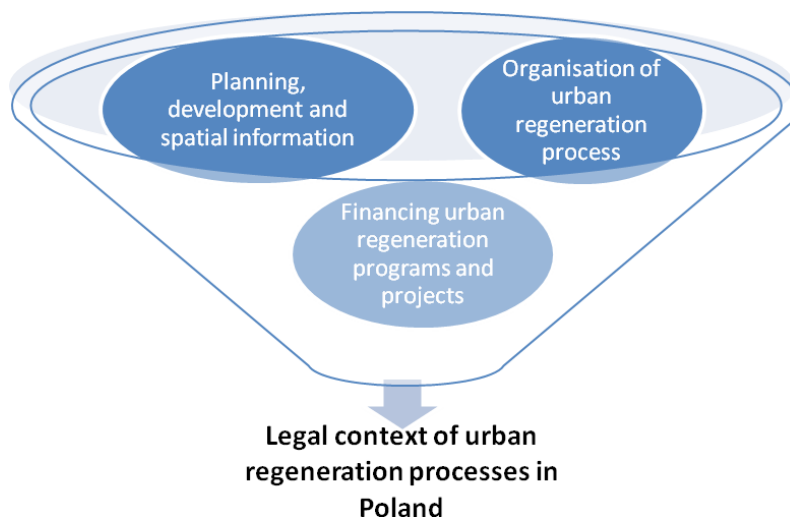 Planning,
development and
spatial information
Organisation of
urban
regeneration
process
Financing urban
regeneration
programs and
projects
Legal context of urban
regeneration processes in
Poland